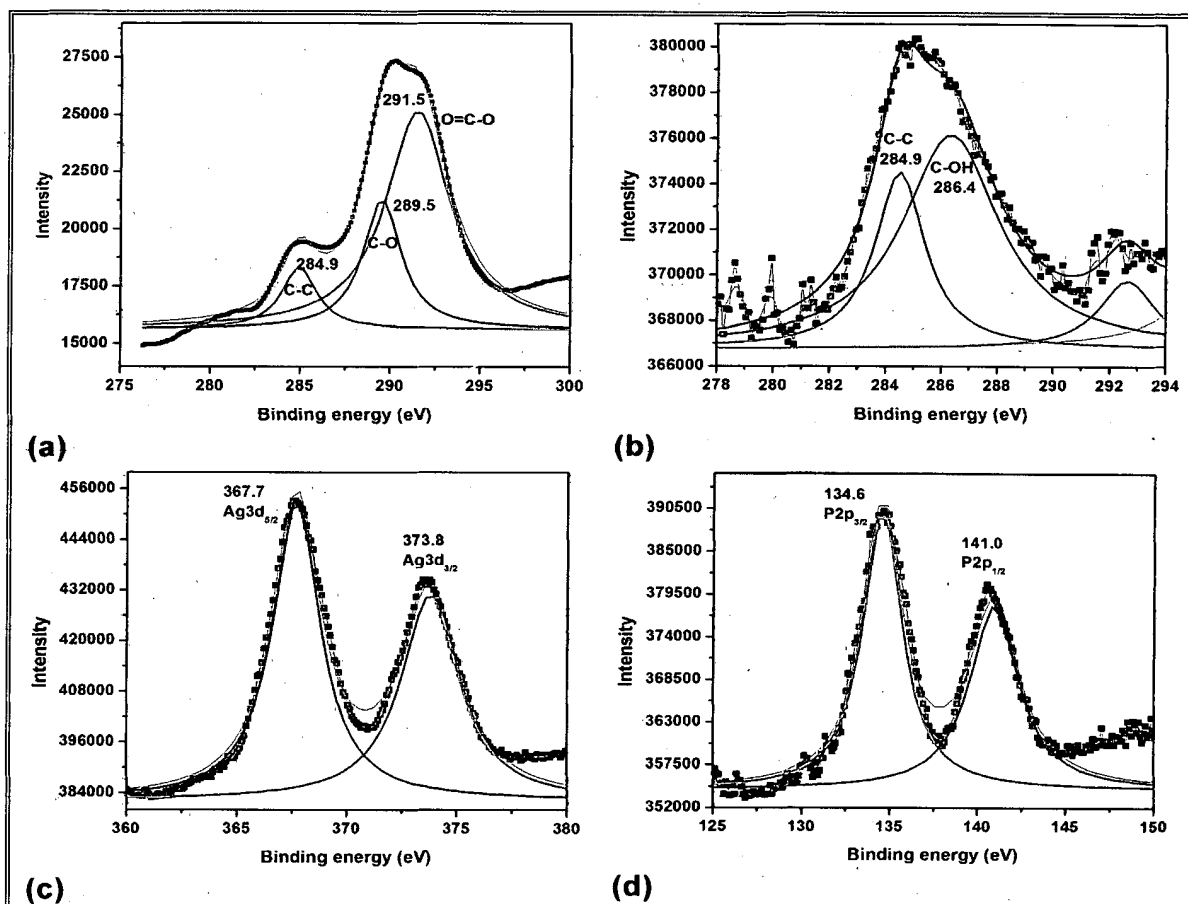 27500
25000
22500
20000
17500
15000
Intensity
291.5
O=C-O
289.5
C-O
284.9
C-C
275 280 285 290 295 300
Binding energy (eV)
(a)
380000
378000
376000
374000
372000
370000
368000
366000
Intensity
C-C
284.9
C-OH
286.4
278 280 282 284 286 288 290 292 294
Binding energy (eV)
(b)
456000
444000
432000
420000
408000
396000
384000
Intensity
367.7
Ag3d5/2
373.8
Ag3d3/2
360 365 370 375 380
Binding energy (eV)
(c)
390500
385000
379500
374000
368500
363000
357500
352000
Intensity
134.6
P2p3/2
141.0
P2p1/2
125 130 135 140 145 150
Binding energy (eV)
(d)